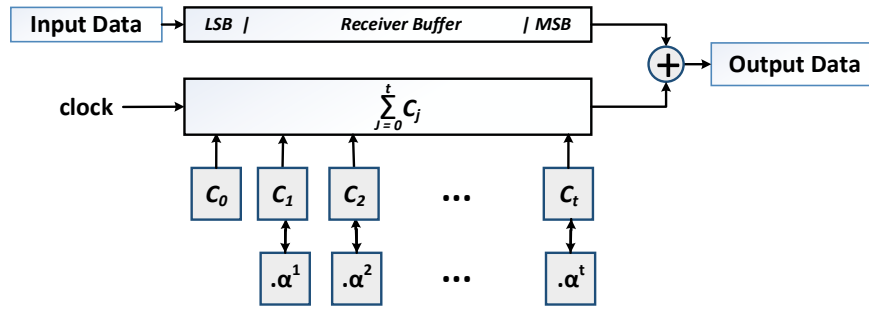 Input Data
LSB | Receiver Buffer | MSB
+
Output Data
clock
t
∑ Cⱼ
J = 0
C₀ C₁ C₂ ... Cₜ
.α¹ .α² ... .αᵗ